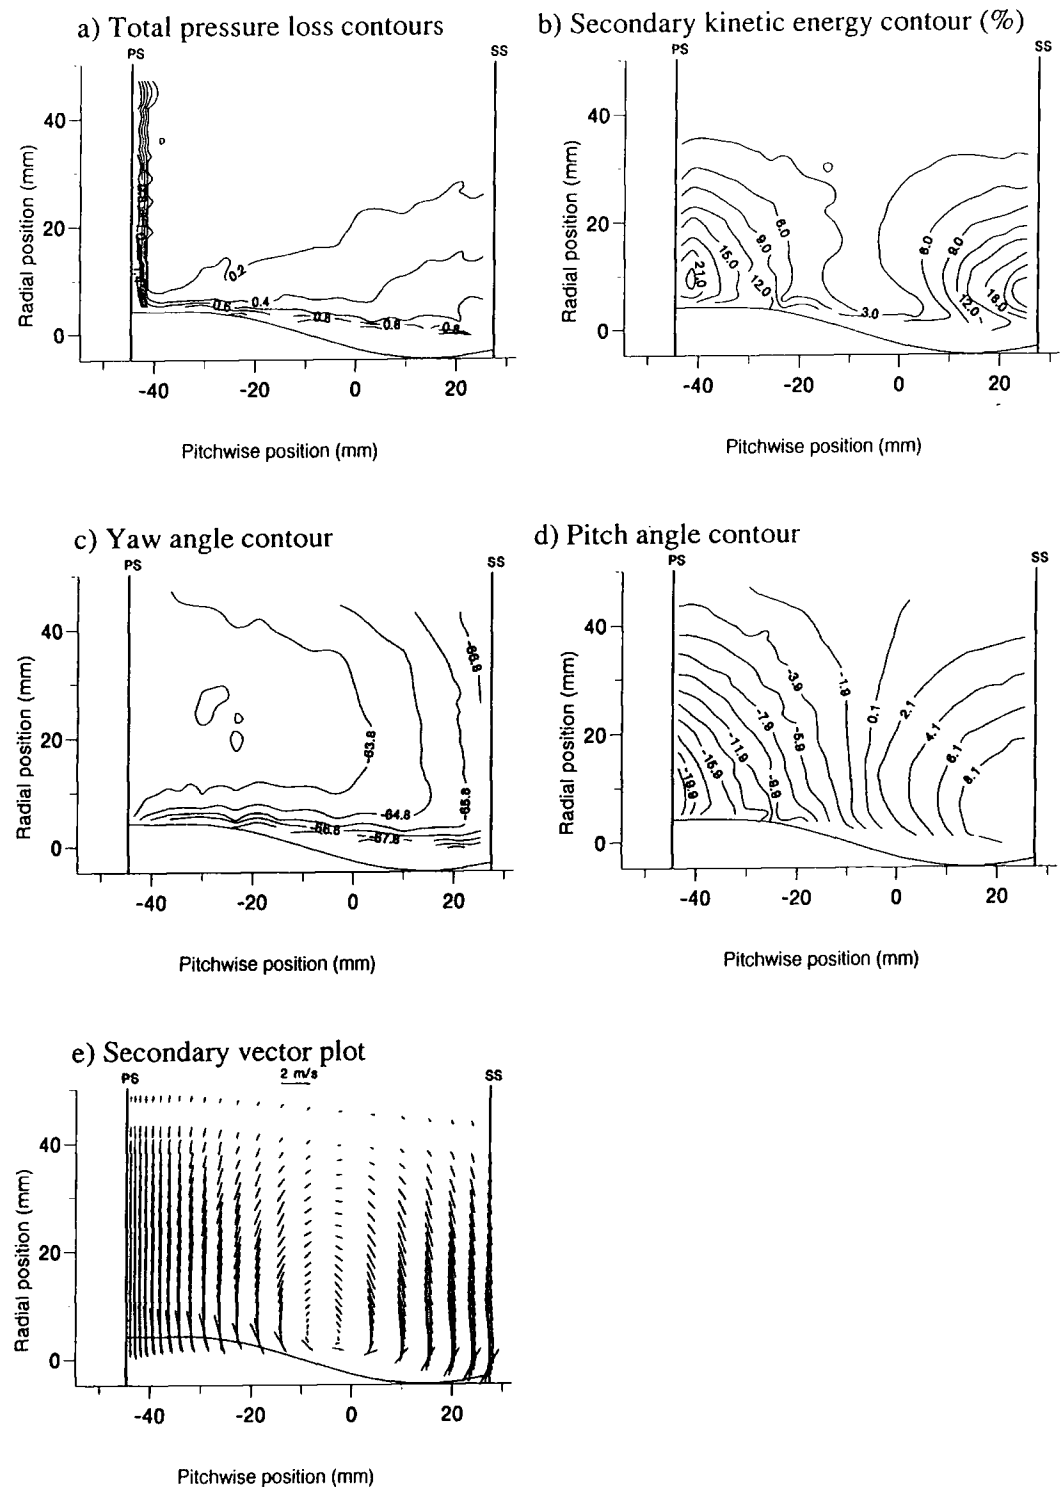 a) Total pressure loss contours
PS
SS
40
20
0
Radial position (mm)
0.2
0.4
0.6
0.8
0.8
0.8
-40
-20
0
20
Pitchwise position (mm)
b) Secondary kinetic energy contour (%)
PS
SS
40
20
0
Radial position (mm)
21.0
15.0
12.0
9.0
6.0
3.0
6.0
9.0
12.0
18.0
-40
-20
0
20
Pitchwise position (mm)
c) Yaw angle contour
PS
SS
40
20
0
Radial position (mm)
-66.8
-63.8
-65.8
-64.8
-66.8
-67.8
-40
-20
0
20
Pitchwise position (mm)
d) Pitch angle contour
PS
SS
40
20
0
Radial position (mm)
-19.9
-15.9
-11.9
-9.9
-7.9
-5.9
-3.9
-1.9
0.1
2.1
4.1
6.1
8.1
-40
-20
0
20
Pitchwise position (mm)
e) Secondary vector plot
PS
2 m/s
SS
40
20
0
Radial position (mm)
-40
-20
0
20
Pitchwise position (mm)